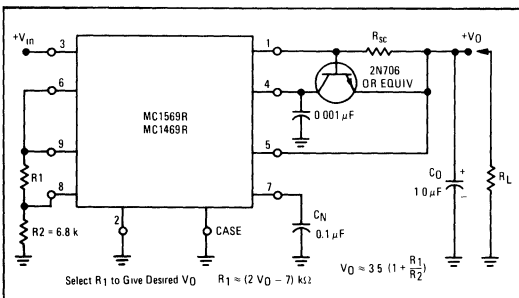 +Vin
3
1
RSC
+VO
6
4
2N706
OR EQUIV
MC1569R
MC1469R
0 001 μF
9
5
R1
CO
+
RL
8
7
1 0 μF
–
R2 = 6.8 k
2
CASE
CN
0.1 μF
Select R1 to Give Desired VO R1 ≈ (2 VO – 7) kΩ
VO ≈ 3 5 (1 + R1/R2)